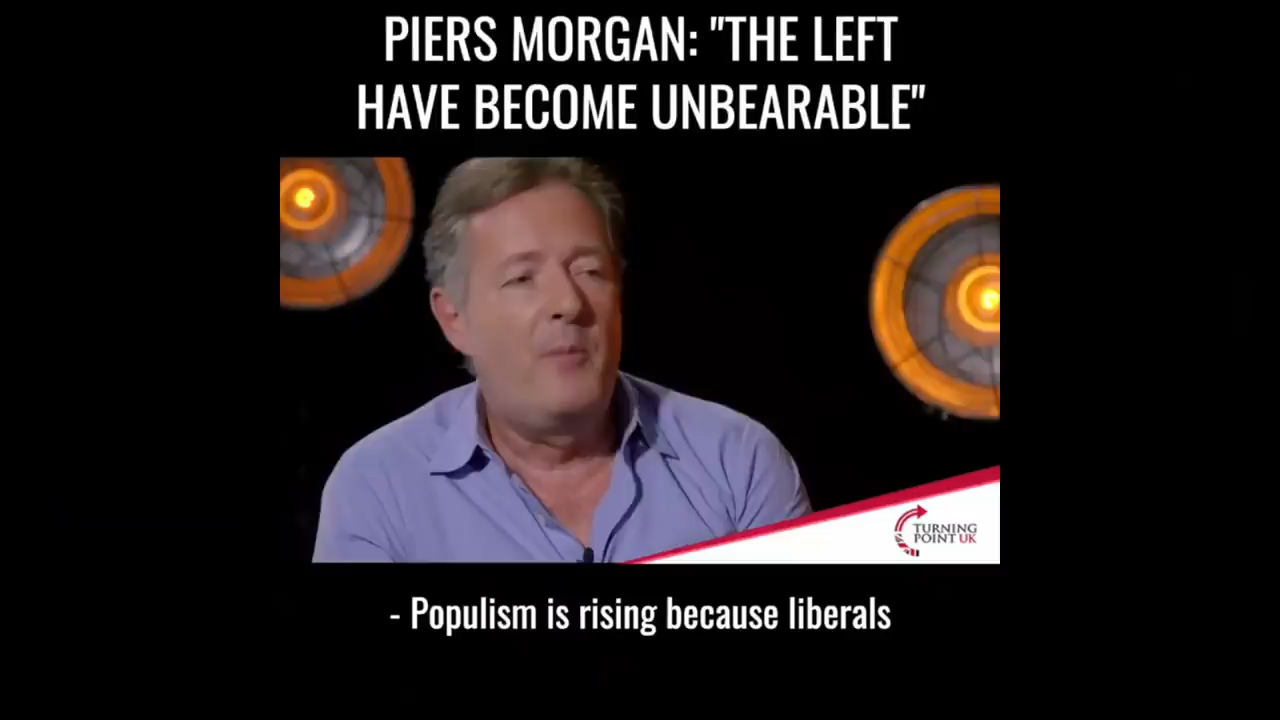 PIERS MORGAN: "THE LEFT
HAVE BECOME UNBEARABLE"
TURNING
POINT UK
- Populism is rising because liberals